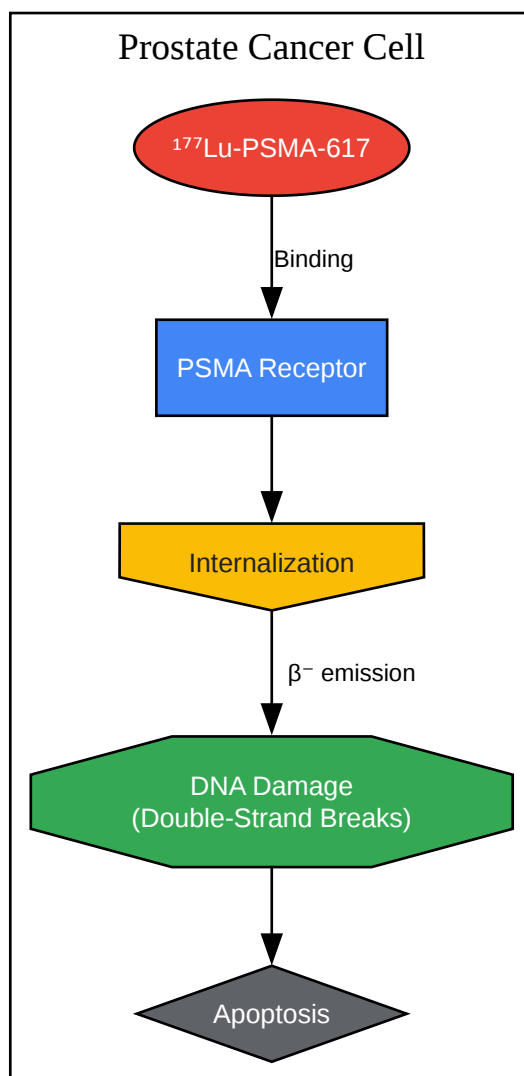 Prostate Cancer Cell
¹⁷⁷Lu-PSMA-617
Binding
PSMA Receptor
Internalization
β⁻ emission
DNA Damage
(Double-Strand Breaks)
Apoptosis